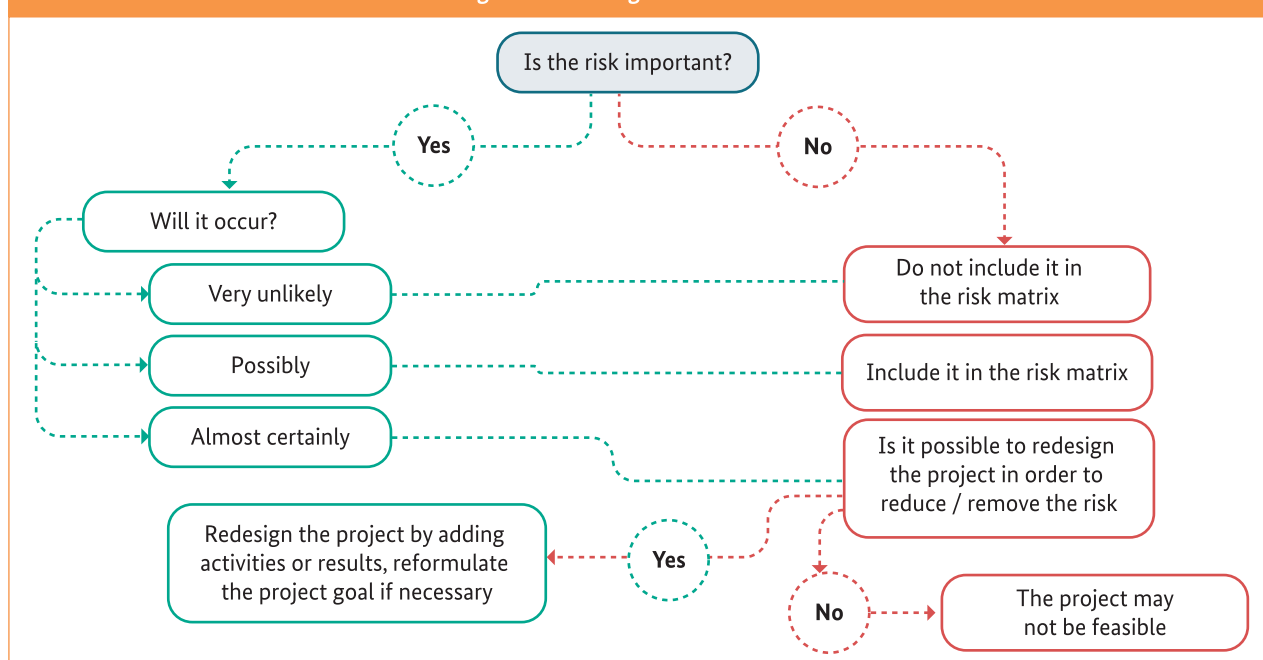 Is the risk important?
Yes
No
Will it occur?
Very unlikely
Do not include it in
the risk matrix
Possibly
Include it in the risk matrix
Almost certainly
Is it possible to redesign
the project in order to
reduce / remove the risk
Redesign the project by adding
activities or results, reformulate
the project goal if necessary
Yes
No
The project may
not be feasible